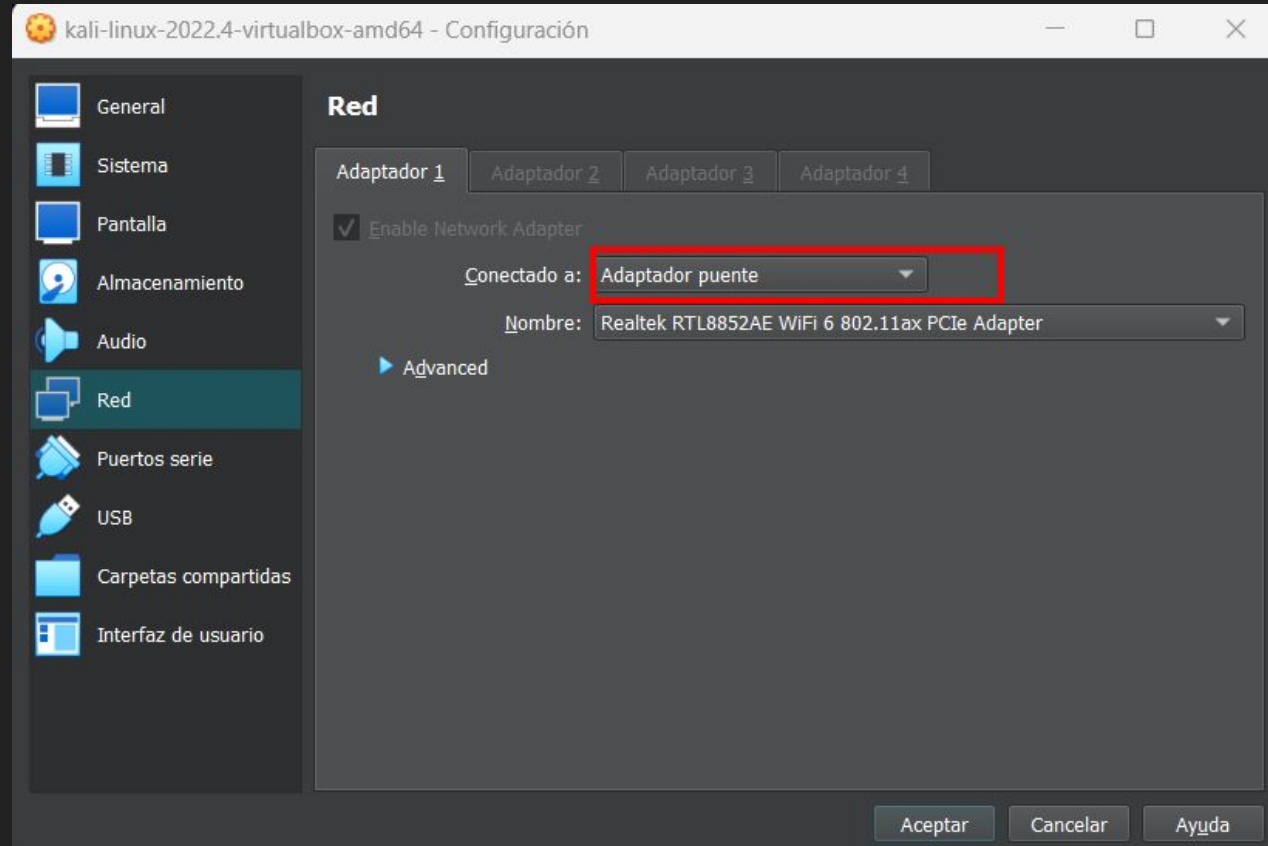 kali-linux-2022.4-virtualbox-amd64 - Configuración
General
Sistema
Pantalla
Almacenamiento
Audio
Red
Puertos serie
USB
Carpetas compartidas
Interfaz de usuario
Red
Adaptador 1
Adaptador 2
Adaptador 3
Adaptador 4
Enable Network Adapter
Conectado a: Adaptador puente
Nombre: Realtek RTL8852AE WiFi 6 802.11ax PCIe Adapter
Advanced
Aceptar
Cancelar
Ayuda